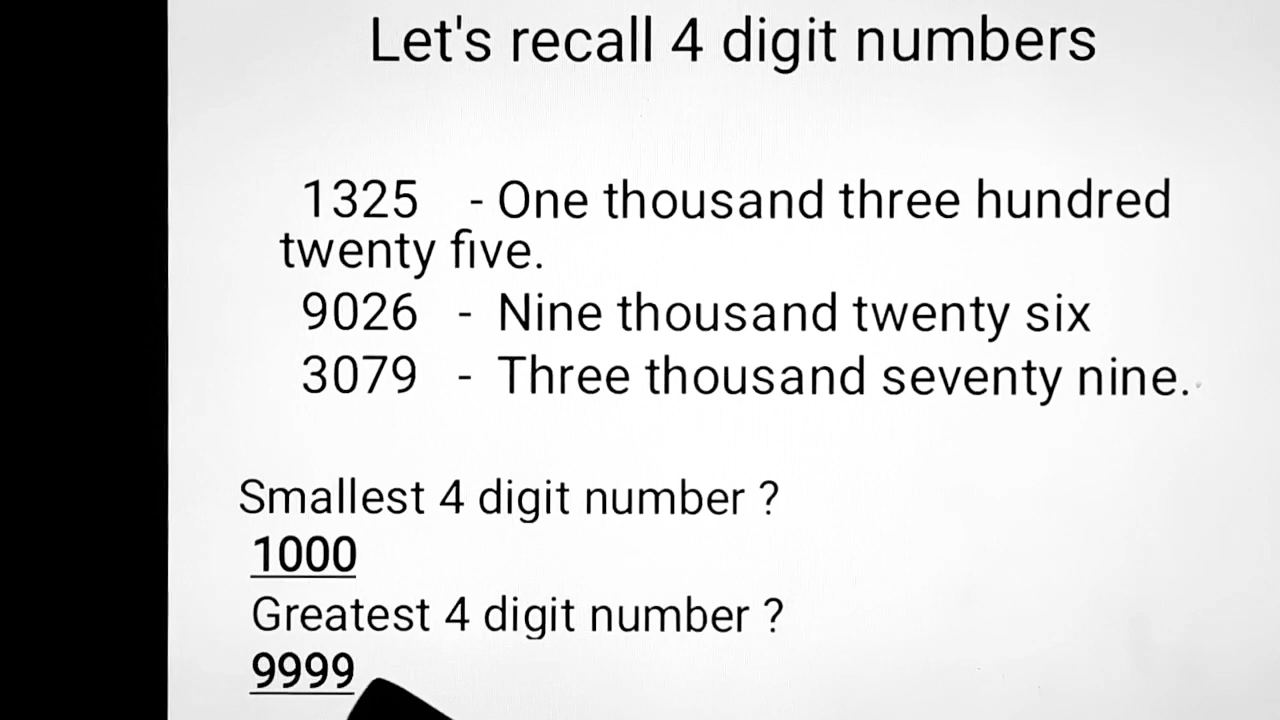 Let's recall 4 digit numbers
1325 - One thousand three hundred
twenty five.
9026 - Nine thousand twenty six
3079 - Three thousand seventy nine.
Smallest 4 digit number ?
1000
Greatest 4 digit number ?
9999